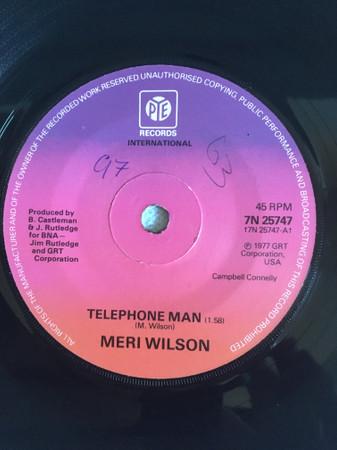 ALL RIGHTS OF THE MANUFACTURER AND OF THE OWNER OF THE RECORDED WORK RESERVED UNAUTHORISED COPYING, PUBLIC PERFORMANCE AND BROADCASTING OF THIS RECORD PROHIBITED
PYE
RECORDS
INTERNATIONAL
97
63
Produced by
B. Castleman
& J. Rutledge
for BNA—
Jim Rutledge
and GRT
Corporation
45 RPM
7N 25747
†7N 25747-A1
℗ 1977 GRT
Corporation,
USA
Campbell Connelly
TELEPHONE MAN (1.58)
(M. Wilson)
MERI WILSON